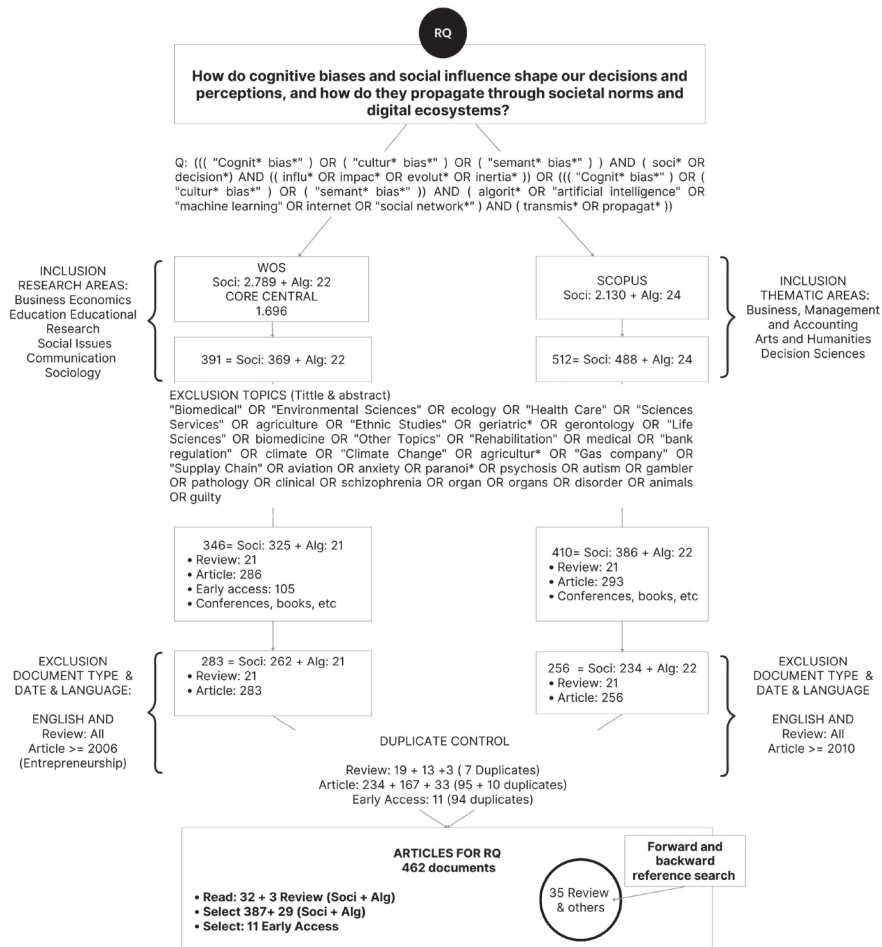 RQ
How do cognitive biases and social influence shape our decisions and
perceptions, and how do they propagate through societal norms and
digital ecosystems?
Q: ((( "Cognit* bias*" ) OR ( "cultur* bias*" ) OR ( "semant* bias*" ) ) AND ( soci* OR
decision*) AND (( influ* OR impac* OR evolut* OR inertia* )) OR ((( "Cognit* bias*" ) OR (
"cultur* bias*" ) OR ( "semant* bias*" )) AND ( algorit* OR "artificial intelligence" OR
"machine learning" OR internet OR "social network*" ) AND ( transmis* OR propagat* ))
INCLUSION
RESEARCH AREAS:
Business Economics
Education Educational
Research
Social Issues
Communication
Sociology
WOS
Soci: 2.789 + Alg: 22
CORE CENTRAL
1.696
391 = Soci: 369 + Alg: 22
SCOPUS
Soci: 2.130 + Alg: 24
512= Soci: 488 + Alg: 24
INCLUSION
THEMATIC AREAS:
Business, Management
and Accounting
Arts and Humanities
Decision Sciences
EXCLUSION TOPICS (Tittle & abstract)
"Biomedical" OR "Environmental Sciences" OR ecology OR "Health Care" OR "Sciences
Services" OR agriculture OR "Ethnic Studies" OR geriatric* OR gerontology OR "Life
Sciences" OR biomedicine OR "Other Topics" OR "Rehabilitation" OR medical OR "bank
regulation" OR climate OR "Climate Change" OR agricultur* OR "Gas company" OR
"Supplay Chain" OR aviation OR anxiety OR paranoi* OR psychosis OR autism OR gambler
OR pathology OR clinical OR schizophrenia OR organ OR organs OR disorder OR animals
OR guilty
346= Soci: 325 + Alg: 21
• Review: 21
• Article: 286
• Early access: 105
• Conferences, books, etc
410= Soci: 386 + Alg: 22
• Review: 21
• Article: 293
• Conferences, books, etc
EXCLUSION
DOCUMENT TYPE &
DATE & LANGUAGE:
ENGLISH AND
Review: All
Article >= 2006
(Entrepreneurship)
283 = Soci: 262 + Alg: 21
• Review: 21
• Article: 283
256 = Soci: 234 + Alg: 22
• Review: 21
• Article: 256
EXCLUSION
DOCUMENT TYPE &
DATE & LANGUAGE
ENGLISH AND
Review: All
Article >= 2010
DUPLICATE CONTROL
Review: 19 + 13 +3 ( 7 Duplicates)
Article: 234 + 167 + 33 (95 + 10 duplicates)
Early Access: 11 (94 duplicates)
ARTICLES FOR RQ
462 documents
• Read: 32 + 3 Review (Soci + Alg)
• Select 387+ 29 (Soci + Alg)
• Select: 11 Early Access
35 Review
& others
Forward and
backward
reference search